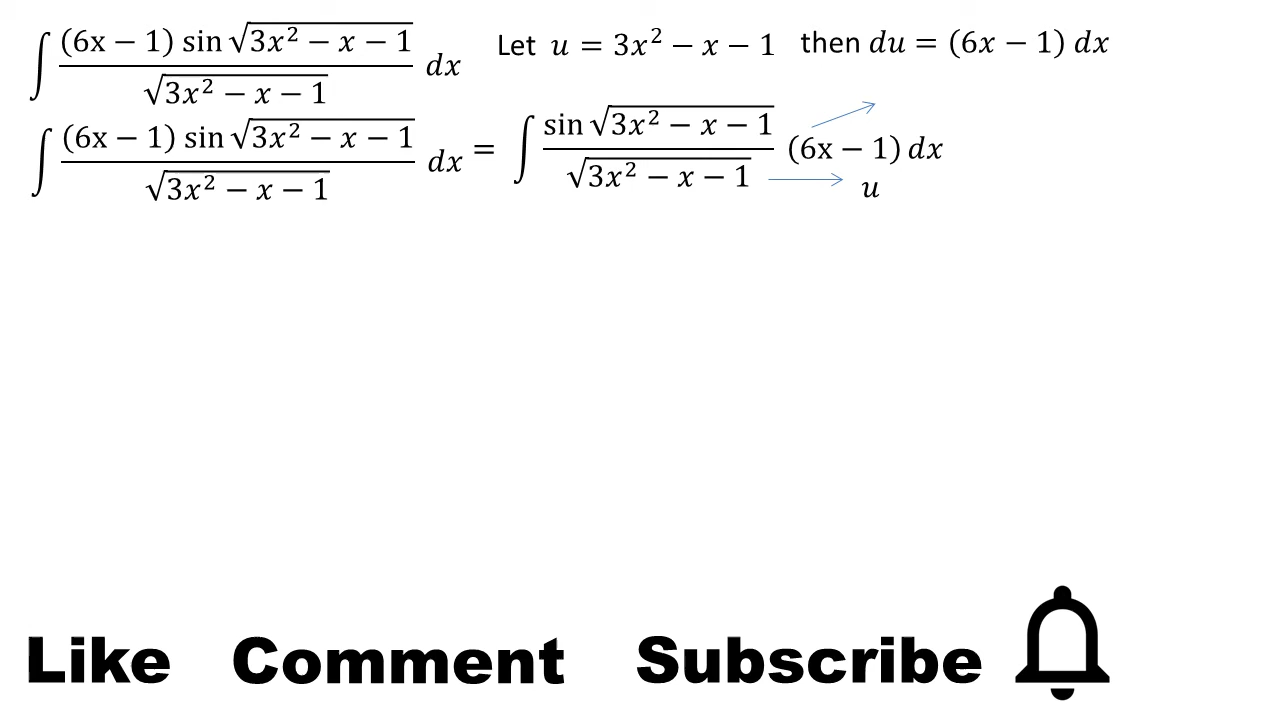 ∫ (6x − 1) sin √(3x² − x − 1) / √(3x² − x − 1) dx Let u = 3x² − x − 1 then du = (6x − 1) dx
∫ (6x − 1) sin √(3x² − x − 1) / √(3x² − x − 1) dx = ∫ sin √(3x² − x − 1) / √(3x² − x − 1) (6x − 1) dx
u
Like Comment Subscribe